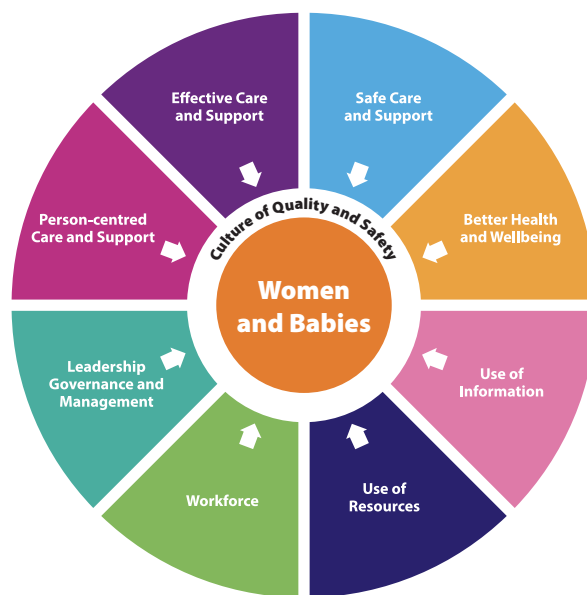 Effective Care
and Support
Safe Care
and Support
Person-centred
Care and Support
Culture of Quality and Safety
Better Health
and Wellbeing
Women
and Babies
Leadership
Governance and
Management
Use of
Information
Workforce
Use of
Resources